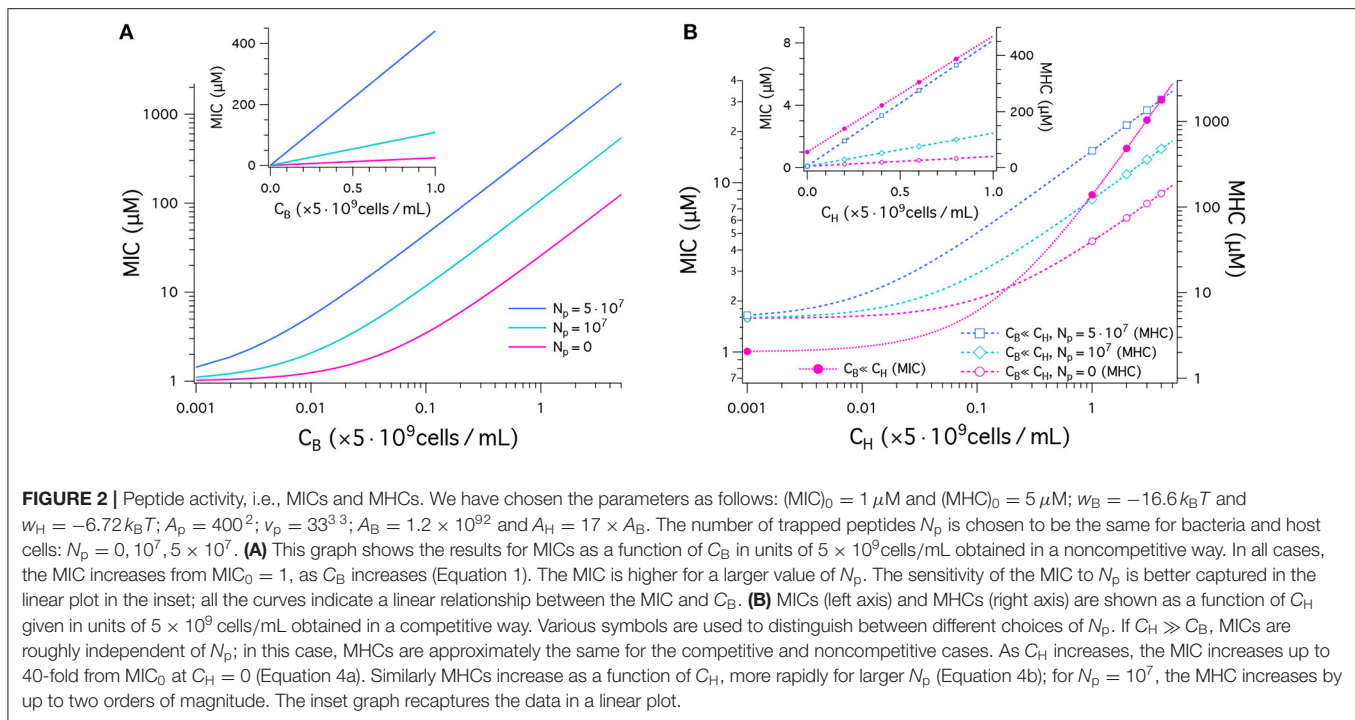 A
MIC (µM)
400
200
0
0.0
0.5
1.0
C_B (×5·10^9cells / mL)
MIC (µM)
1000
100
10
1
N_p = 5·10^7
N_p = 10^7
N_p = 0
0.001
0.01
0.1
1
C_B (×5·10^9cells / mL)
B
MIC (µM)
8
6
4
2
0
400
200
0
MHC (µM)
0.0
0.2
0.4
0.6
0.8
1.0
C_H (×5·10^9cells / mL)
MIC (µM)
4
3
2
10
7
6
5
4
3
2
1
7
1000
100
10
1
MHC (µM)
C_B≪ C_H (MIC)
C_B≪ C_H, N_p = 5·10^7 (MHC)
C_B≪ C_H, N_p = 10^7 (MHC)
C_B≪ C_H, N_p = 0 (MHC)
0.001
0.01
0.1
1
C_H (×5·10^9cells / mL)
FIGURE 2 | Peptide activity, i.e., MICs and MHCs. We have chosen the parameters as follows: (MIC)_0 = 1 µM and (MHC)_0 = 5 µM; w_B = −16.6 k_BT and
w_H = −6.72 k_BT; A_p = 400^2; v_p = 33^3 3; A_B = 1.2 × 10^92 and A_H = 17 × A_B. The number of trapped peptides N_p is chosen to be the same for bacteria and host
cells: N_p = 0, 10^7, 5 × 10^7. (A) This graph shows the results for MICs as a function of C_B in units of 5 × 10^9cells/mL obtained in a noncompetitive way. In all cases,
the MIC increases from MIC_0 = 1, as C_B increases (Equation 1). The MIC is higher for a larger value of N_p. The sensitivity of the MIC to N_p is better captured in the
linear plot in the inset; all the curves indicate a linear relationship between the MIC and C_B. (B) MICs (left axis) and MHCs (right axis) are shown as a function of C_H
given in units of 5 × 10^9 cells/mL obtained in a competitive way. Various symbols are used to distinguish between different choices of N_p. If C_H ≫ C_B, MICs are
roughly independent of N_p; in this case, MHCs are approximately the same for the competitive and noncompetitive cases. As C_H increases, the MIC increases up to
40-fold from MIC_0 at C_H = 0 (Equation 4a). Similarly MHCs increase as a function of C_H, more rapidly for larger N_p (Equation 4b); for N_p = 10^7, the MHC increases by
up to two orders of magnitude. The inset graph recaptures the data in a linear plot.